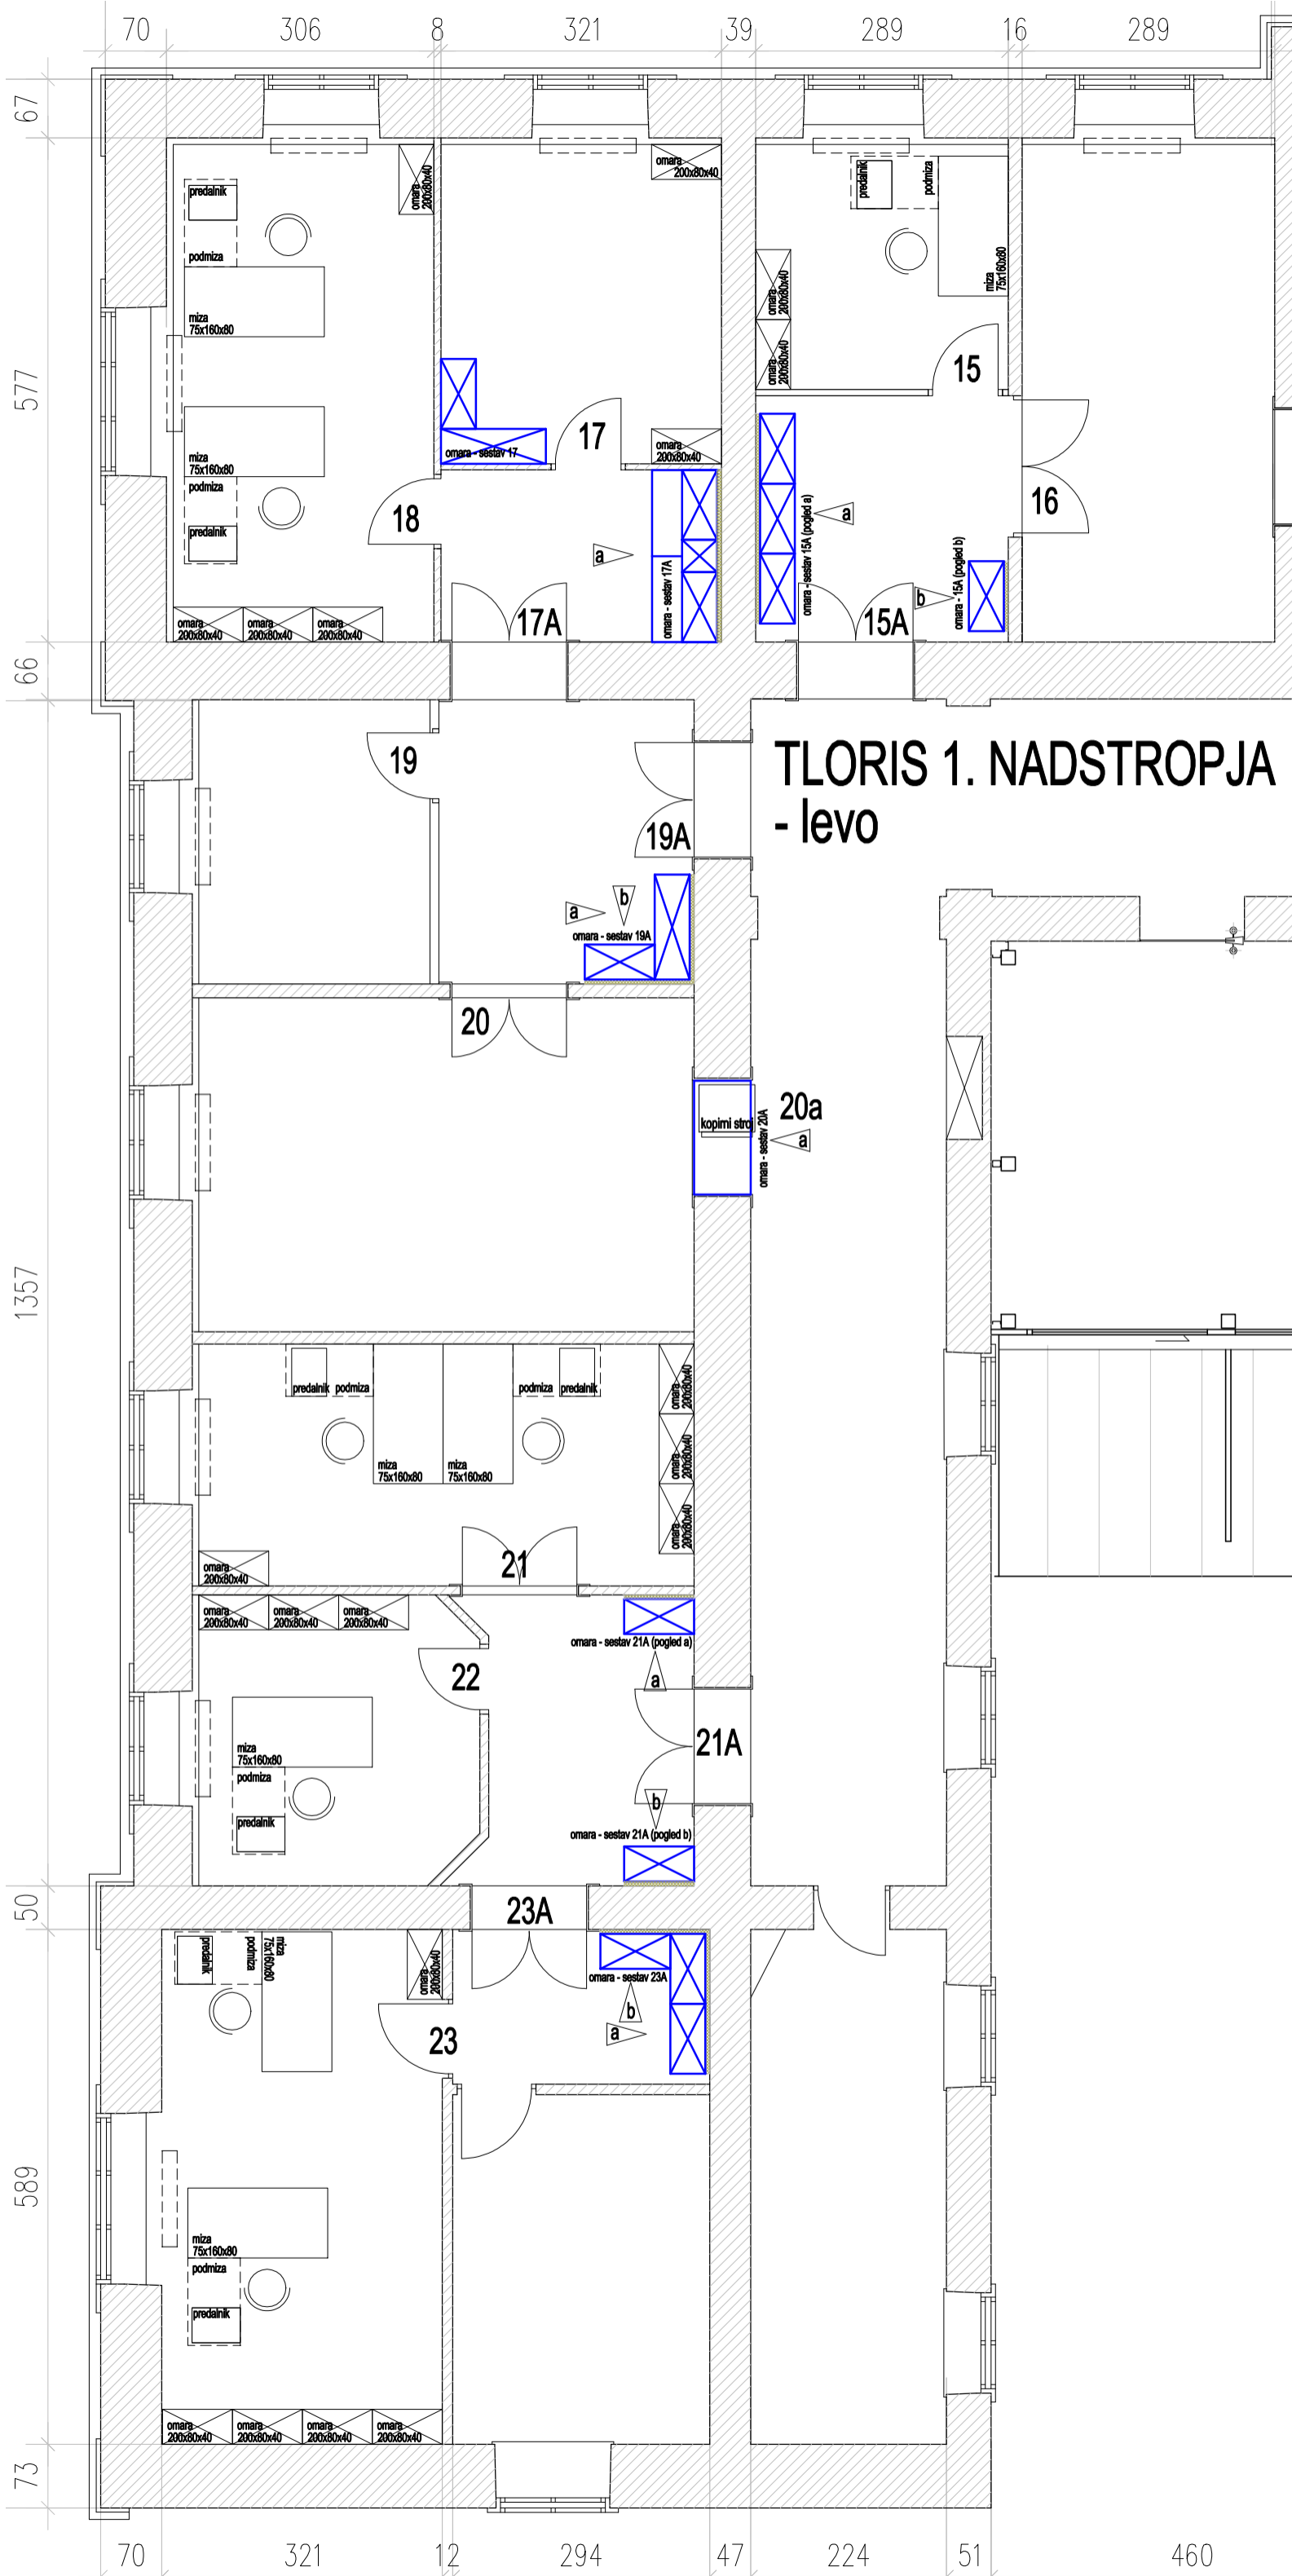 70 306 8 321 39 289 16 289
67
577
66
1357
50
589
73
predalnik
podmiza
miza
75x160x80
omara
200x80x40
omara
200x80x40
predalnik
podmiza
miza
75x160x80
omara
200x80x40
omara
200x80x40
15
miza
75x160x80
podmiza
predalnik
omara - sestav 17
17
omara
200x80x40
18
a
omara - sestav 17A
17A
omara
200x80x40
omara
200x80x40
omara
200x80x40
omara - sestav 15A (pogled a)
a
16
b
omara - 15A (pogled b)
15A
19
TLORIS 1. NADSTROPJA
- levo
19A
b
a
omara - sestav 19A
20
kopirni stroj
omara - sestav 20A
20a
a
predalnik podmiza
podmiza predalnik
miza
75x160x80
miza
75x160x80
omara
200x80x40
omara
200x80x40
omara
200x80x40
omara
200x80x40
21
omara
200x80x40
omara
200x80x40
omara
200x80x40
omara - sestav 21A (pogled a)
a
22
21A
miza
75x160x80
podmiza
predalnik
b
omara - sestav 21A (pogled b)
23A
predalnik
podmiza
miza
75x160x80
omara
200x80x40
omara - sestav 23A
b
a
23
miza
75x160x80
podmiza
predalnik
omara
200x80x40
omara
200x80x40
omara
200x80x40
omara
200x80x40
70 321 12 294 47 224 51 460